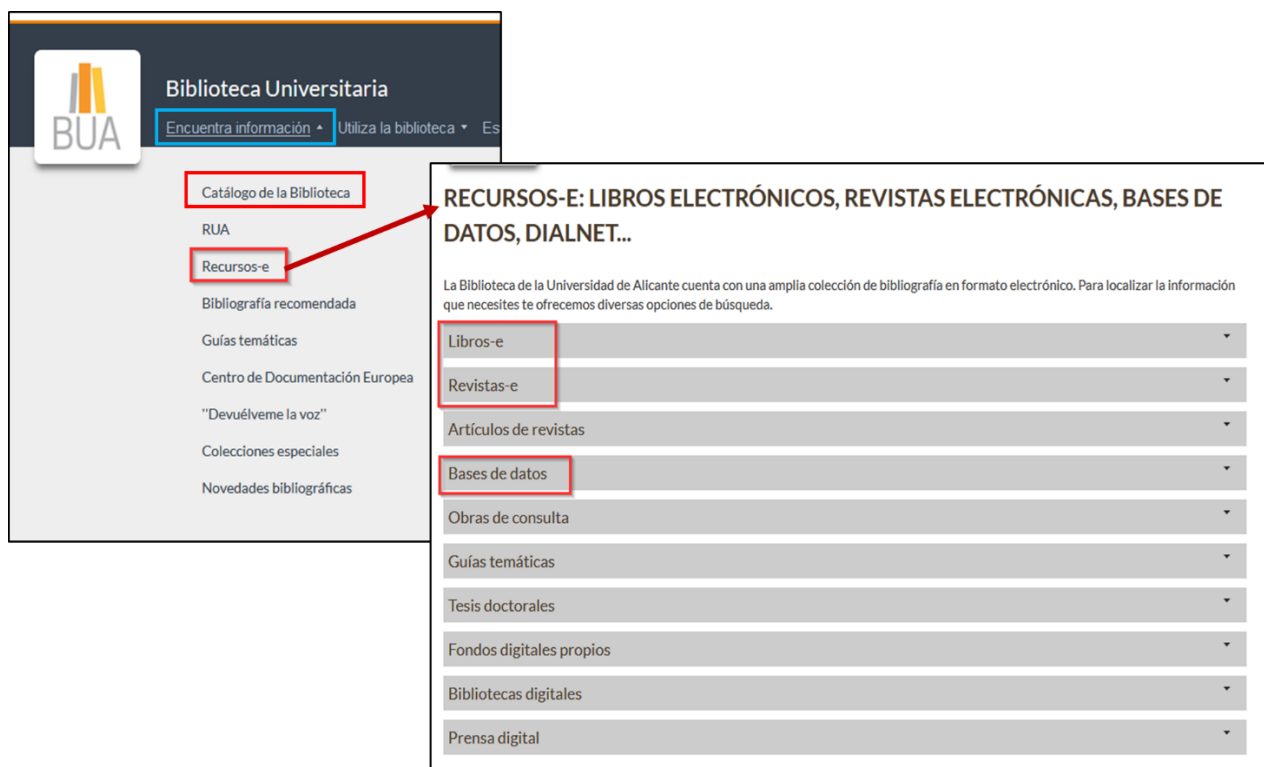 BUA
Biblioteca Universitaria
Encuentra información Utiliza la biblioteca Es
Catálogo de la Biblioteca
RUA
Recursos-e
Bibliografía recomendada
Guías temáticas
Centro de Documentación Europea
"Devuélveme la voz"
Colecciones especiales
Novedades bibliográficas
RECURSOS-E: LIBROS ELECTRÓNICOS, REVISTAS ELECTRÓNICAS, BASES DE
DATOS, DIALNET...
La Biblioteca de la Universidad de Alicante cuenta con una amplia colección de bibliografía en formato electrónico. Para localizar la información
que necesites te ofrecemos diversas opciones de búsqueda.
Libros-e
Revistas-e
Artículos de revistas
Bases de datos
Obras de consulta
Guías temáticas
Tesis doctorales
Fondos digitales propios
Bibliotecas digitales
Prensa digital